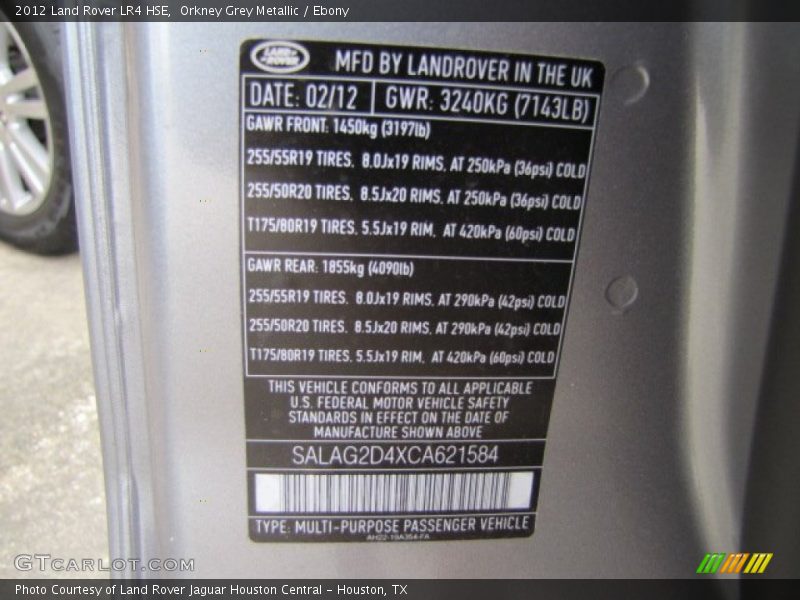 2012 Land Rover LR4 HSE,  Orkney Grey Metallic / Ebony
LAND ROVER
MFD BY LANDROVER IN THE UK
DATE: 02/12 GWR: 3240KG (7143LB)
GAWR FRONT: 1450kg (3197lb)
255/55R19 TIRES, 8.0Jx19 RIMS, AT 250kPa (36psi) COLD
255/50R20 TIRES, 8.5Jx20 RIMS, AT 250kPa (36psi) COLD
T175/80R19 TIRES, 5.5Jx19 RIM, AT 420kPa (60psi) COLD
GAWR REAR: 1855kg (4090lb)
255/55R19 TIRES, 8.0Jx19 RIMS, AT 290kPa (42psi) COLD
255/50R20 TIRES, 8.5Jx20 RIMS, AT 290kPa (42psi) COLD
T175/80R19 TIRES, 5.5Jx19 RIM, AT 420kPa (60psi) COLD
THIS VEHICLE CONFORMS TO ALL APPLICABLE
U.S. FEDERAL MOTOR VEHICLE SAFETY
STANDARDS IN EFFECT ON THE DATE OF
MANUFACTURE SHOWN ABOVE
SALAG2D4XCA621584
TYPE: MULTI-PURPOSE PASSENGER VEHICLE
AH22-19A354-FA
GTCarLot.com
Photo Courtesy of Land Rover Jaguar Houston Central - Houston, TX